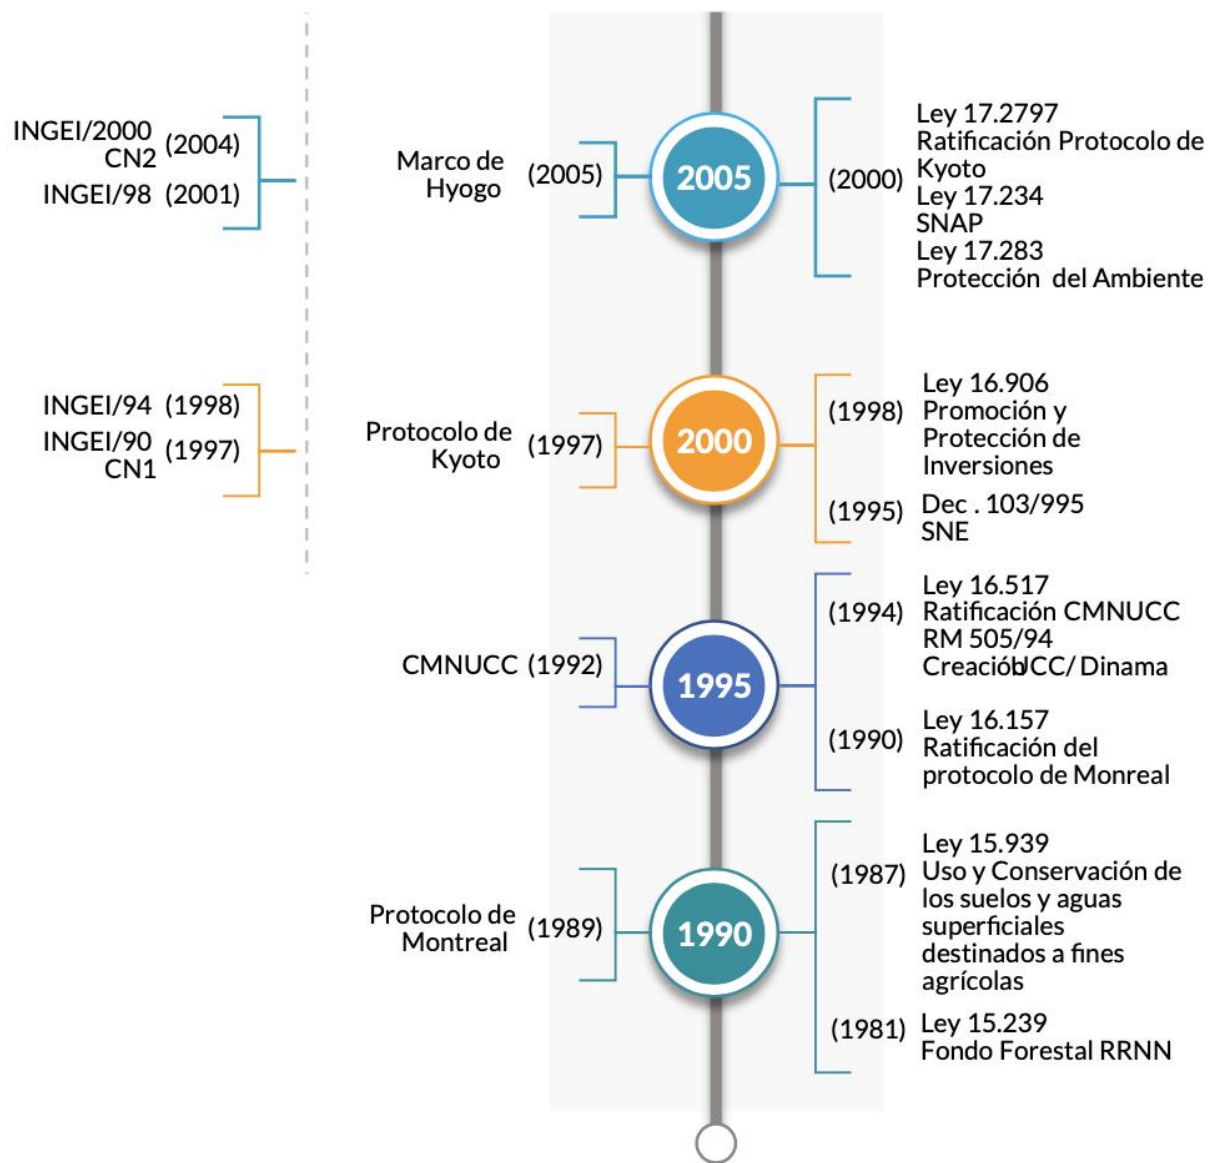 INGEI/2000 (2004)
CN2
INGEI/98 (2001)
Marco de (2005)
Hyogo
2005
(2000)
Ley 17.2797
Ratificación Protocolo de
Kyoto
Ley 17.234
SNAP
Ley 17.283
Protección del Ambiente
INGEI/94 (1998)
INGEI/90 (1997)
CN1
Protocolo de (1997)
Kyoto
2000
(1998)
Ley 16.906
Promoción y
Protección de
Inversiones
(1995) Dec . 103/995
SNE
CMNUCC (1992)
1995
(1994)
Ley 16.517
Ratificación CMNUCC
RM 505/94
Creación UCC/ Dinama
(1990)
Ley 16.157
Ratificación del
protocolo de Monreal
Protocolo de (1989)
Montreal
1990
(1987)
Ley 15.939
Uso y Conservación de
los suelos y aguas
superficiales
destinados a fines
agrícolas
(1981) Ley 15.239
Fondo Forestal RRNN